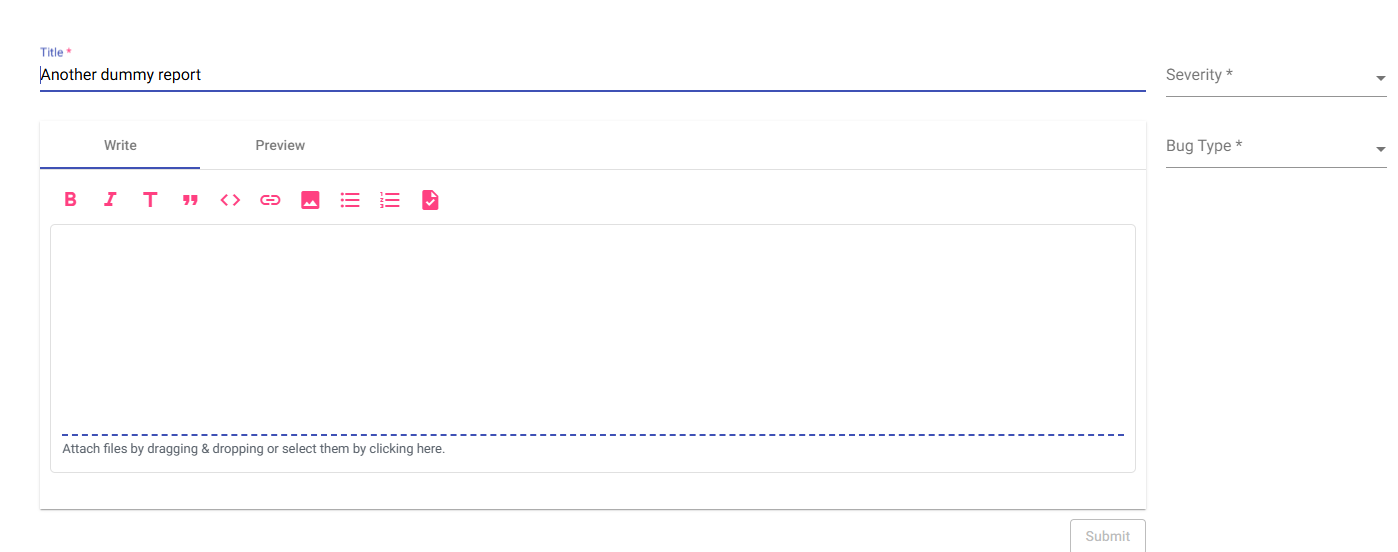 Title *
Another dummy report
Severity *
Write
Preview
Bug Type *
Attach files by dragging & dropping or select them by clicking here.
Submit